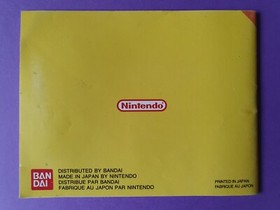 Nintendo
BAN
DAI
DISTRIBUTED BY BANDAI
MADE IN JAPAN BY NINTENDO
DISTRIBUE PAR BANDAI
FABRIQUE AU JAPON PAR NINTENDO
PRINTED IN JAPAN
FABRIQUE AU JAPON